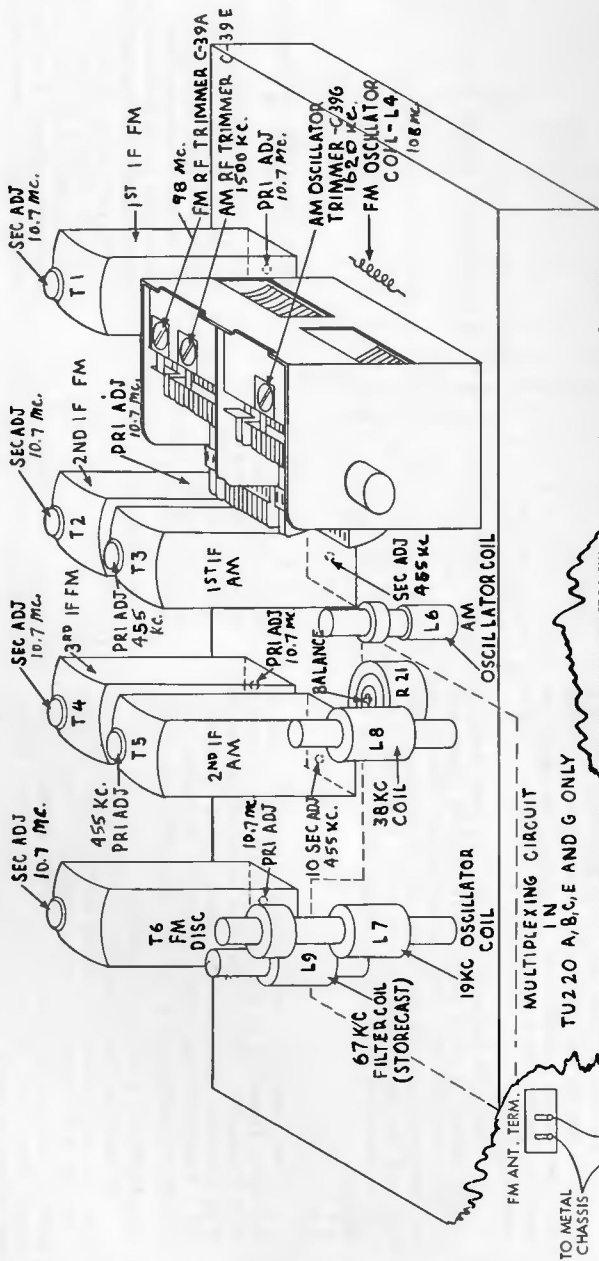 SEC ADJ
10.7 MC.
T1
1ST IF FM
98 MC.
FM RF TRIMMER C-39A
AM RF TRIMMER C-39E
1500 KC.
PRI ADJ
10.7 MC.
AM OSCILLATOR
TRIMMER -C39G
1620 KC.
FM OSCILLATOR
COIL-L4
108 MC.
SEC ADJ
10.7 MC.
T2
2ND IF FM
PRI ADJ
10.7 MC.
T3
PRI ADJ
455
KC.
1ST IF
AM
SEC ADJ
455 KC
L6
AM
OSCILLATOR COIL
SEC ADJ
10.7 MC.
T4
3RD IF FM
PRI ADJ
10.7 MC.
T5
455 KC.
PRI ADJ
2ND IF
AM
BALANCE
R 21
L8
38KC
COIL
10 SEC ADJ
455 KC.
SEC ADJ
10.7 MC.
T6
FM
DISC
10.7 MC
PRI ADJ
L9
L7
67KC
FILTER COIL
(STORECAST)
19KC OSCILLATOR
COIL
MULTIPLEXING CIRCUIT
IN
TU220 A,B,C,E AND G ONLY
FM ANT. TERM.
TO METAL
CHASSIS